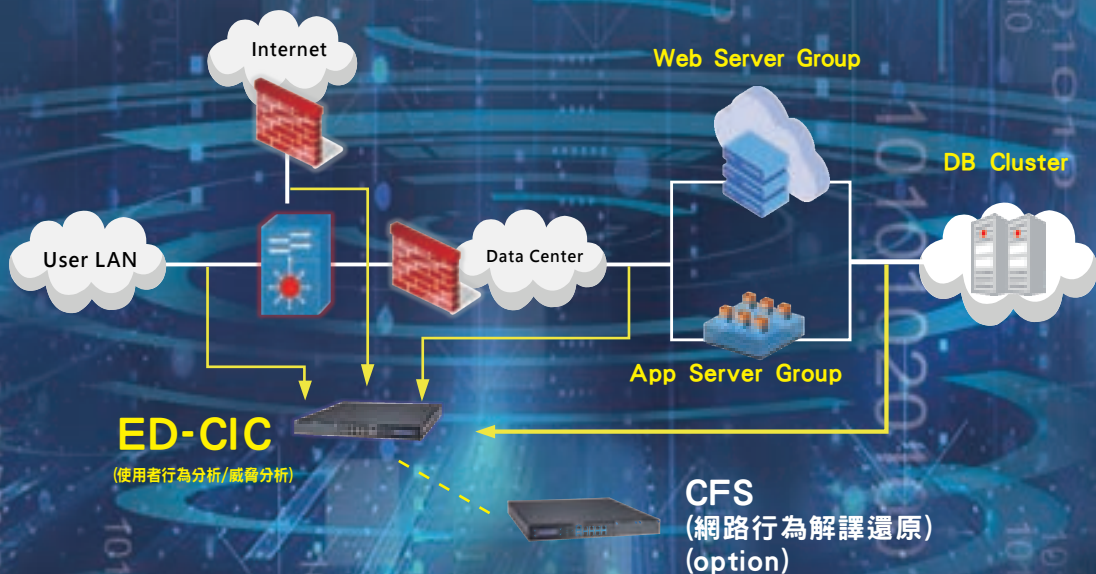 Internet
Web Server Group
DB Cluster
User LAN
Data Center
App Server Group
ED-CIC
(使用者行為分析/威脅分析)
CFS
(網路行為解譯還原)
(option)